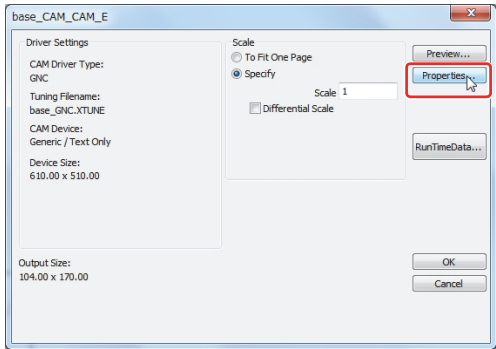 base_CAM_CAM_E
Driver Settings
CAM Driver Type:
GNC
Tuning Filename:
base_GNC.XTUNE
CAM Device:
Generic / Text Only
Device Size:
610.00 x 510.00
Scale
To Fit One Page
Specify
Scale 1
Differential Scale
Preview...
Properties...
RunTimeData...
Output Size:
104.00 x 170.00
OK
Cancel